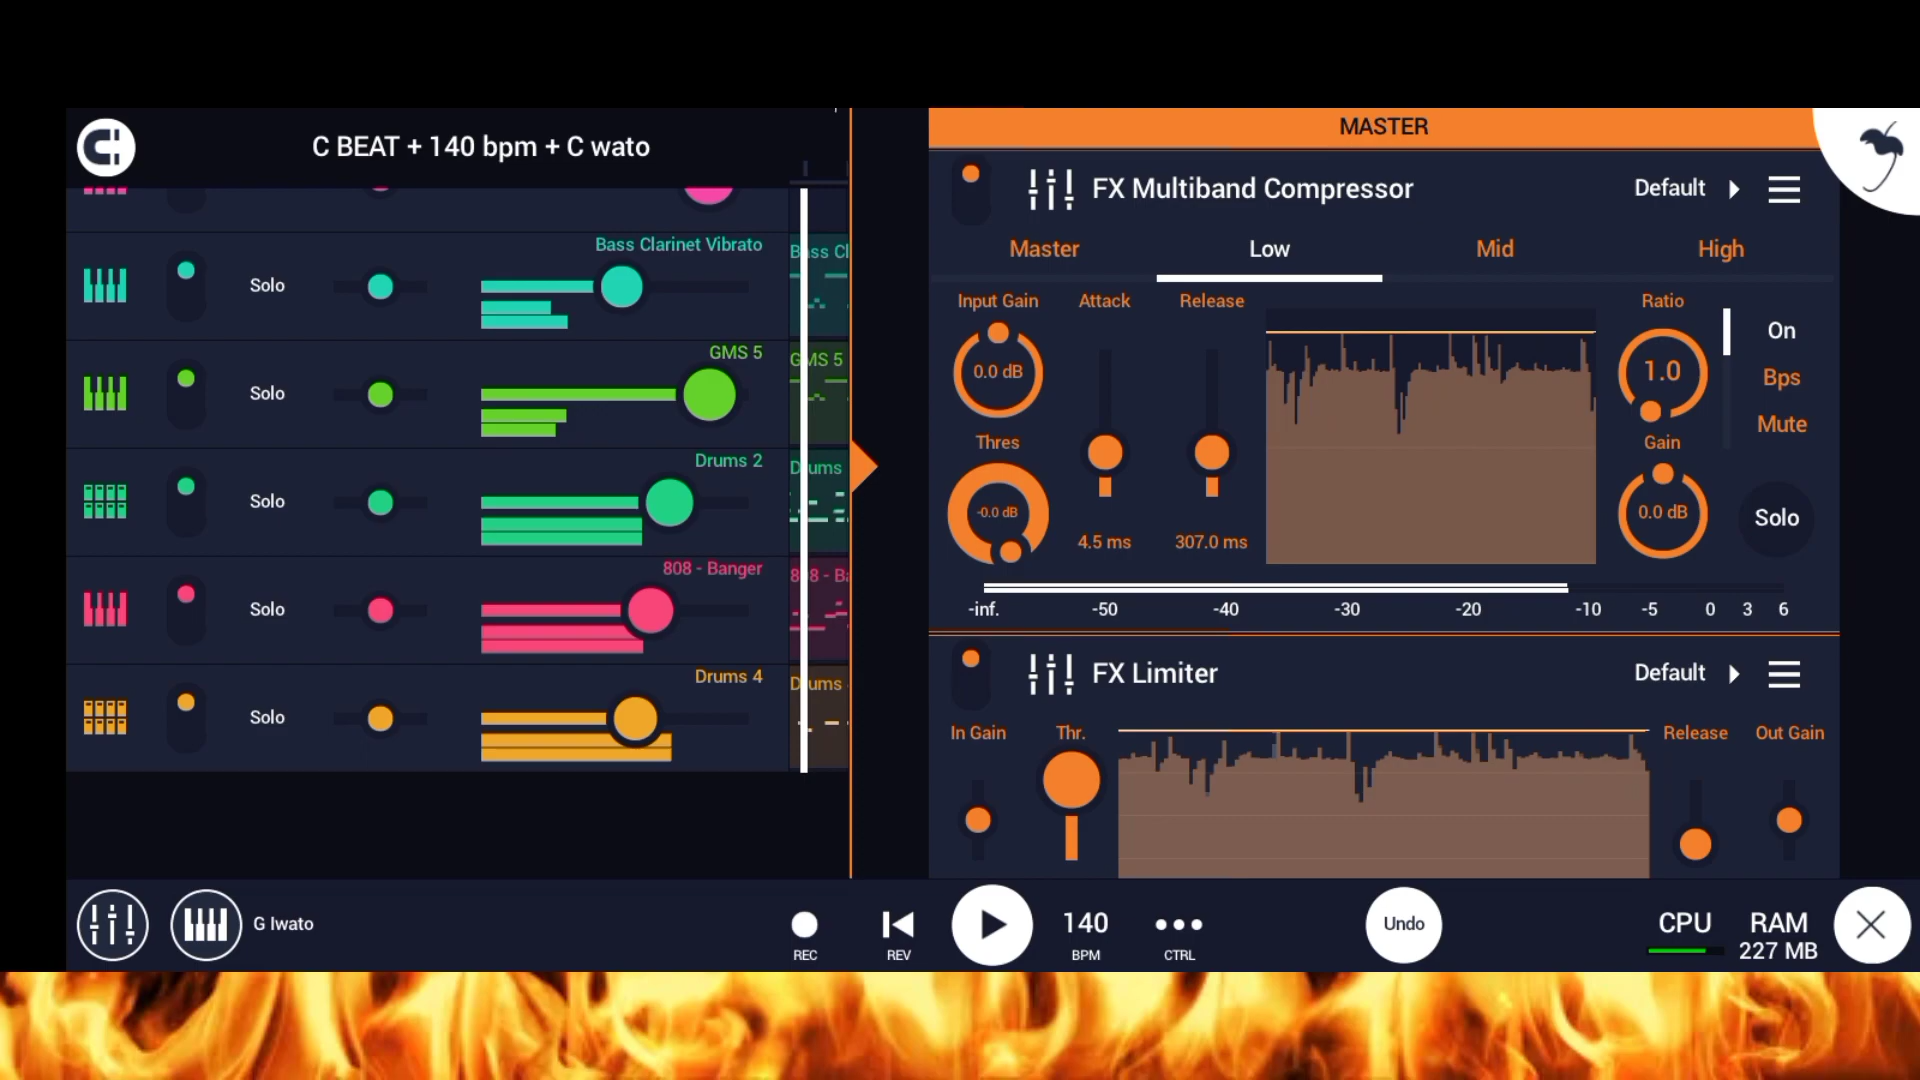 C BEAT + 140 bpm + C wato
Bass Clarinet Vibrato
Solo
GMS 5
Solo
Drums 2
Solo
808 - Banger
Solo
Drums 4
Solo
MASTER
FX Multiband Compressor
Default
Master
Low
Mid
High
Input Gain
Attack
Release
Ratio
0.0 dB
1.0
On
Bps
Mute
Thres
Gain
-0.0 dB
0.0 dB
Solo
4.5 ms
307.0 ms
-inf. -50 -40 -30 -20 -10 -5 0 3 6
FX Limiter
Default
In Gain
Thr.
Release
Out Gain
G Iwato
REC
REV
140
BPM
CTRL
Undo
CPU
RAM
227 MB